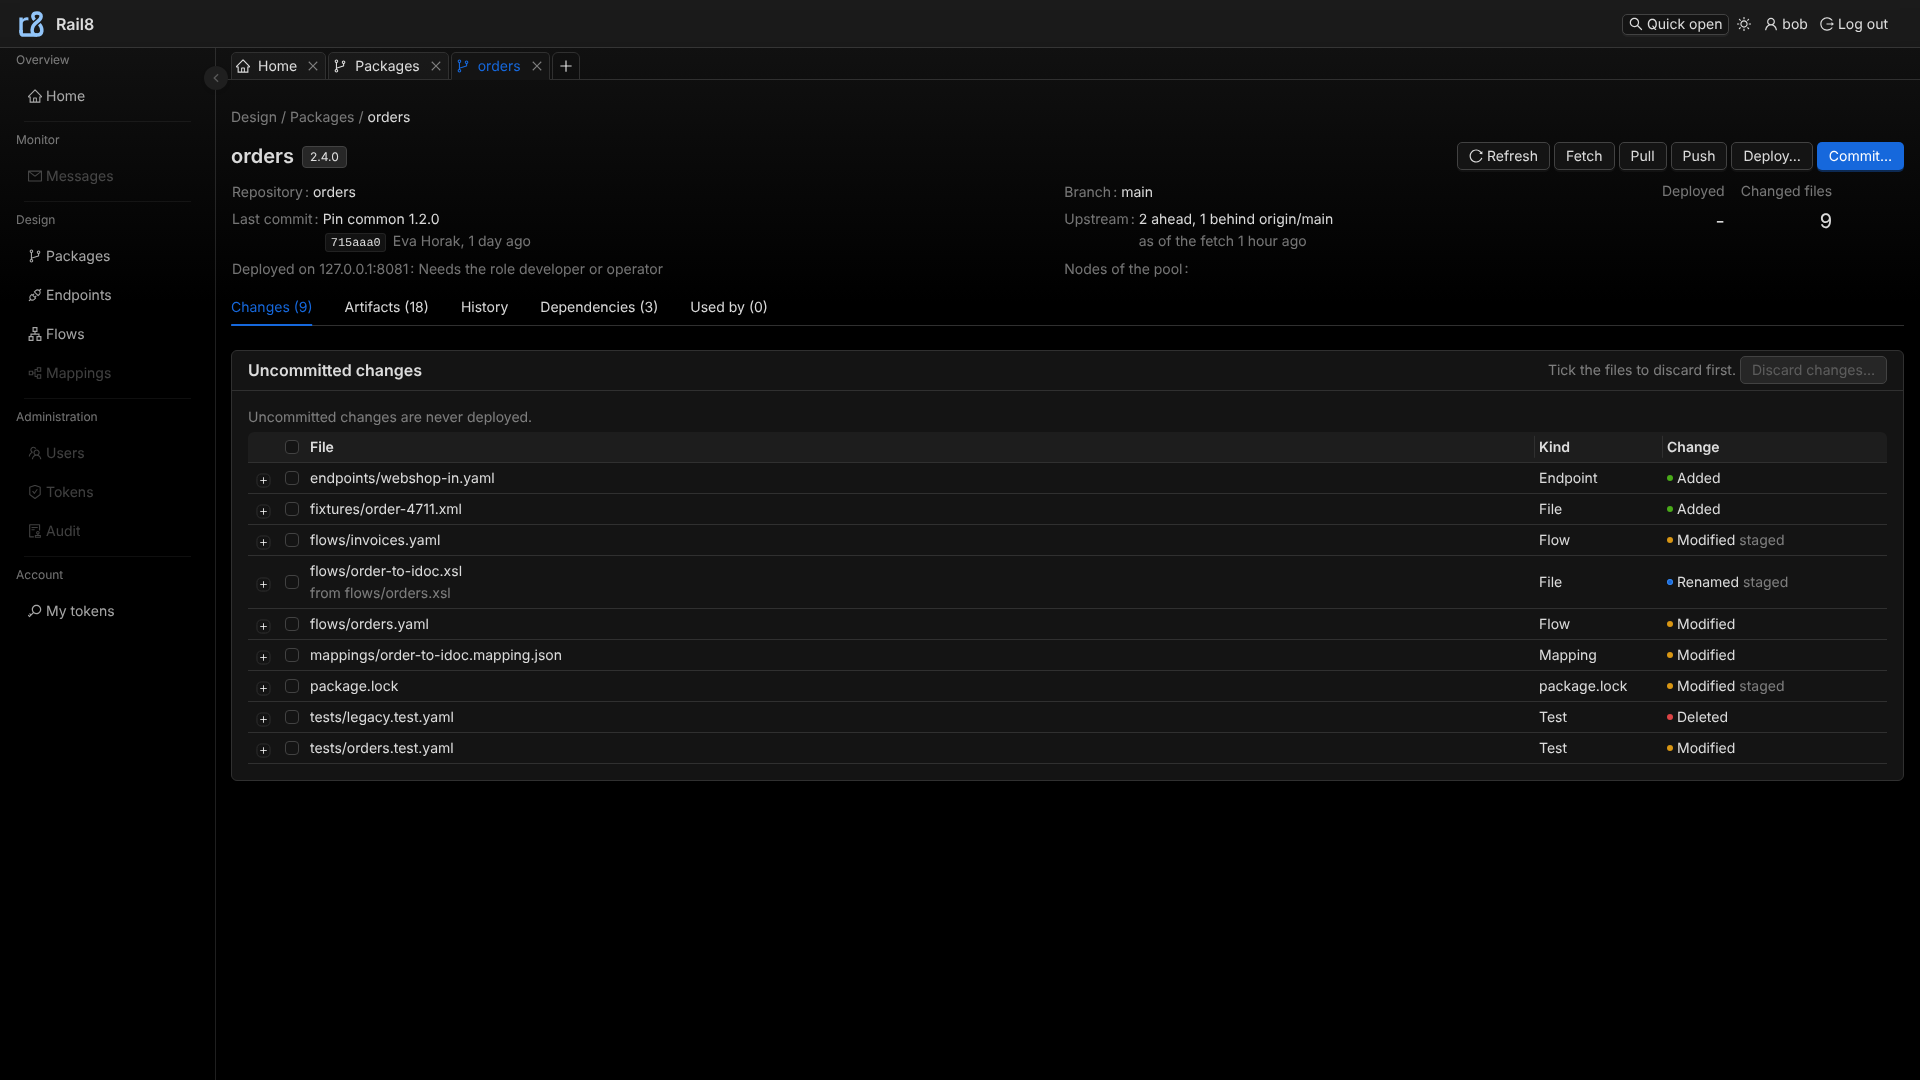 Rail8
Quick open
bob
Log out
Overview
Home
Monitor
Messages
Design
Packages
Endpoints
Flows
Mappings
Administration
Users
Tokens
Audit
Account
My tokens
Home
Packages
orders
Design / Packages / orders
orders 2.4.0
Refresh
Fetch
Pull
Push
Deploy...
Commit...
Repository: orders
Branch: main
Deployed
-
Changed files
9
Last commit: Pin common 1.2.0
715aaa0 Eva Horak, 1 day ago
Upstream: 2 ahead, 1 behind origin/main
as of the fetch 1 hour ago
Deployed on 127.0.0.1:8081: Needs the role developer or operator
Nodes of the pool:
Changes (9)
Artifacts (18)
History
Dependencies (3)
Used by (0)
Uncommitted changes
Tick the files to discard first.
Discard changes...
Uncommitted changes are never deployed.
File Kind Change
endpoints/webshop-in.yaml Endpoint Added
fixtures/order-4711.xml File Added
flows/invoices.yaml Flow Modified staged
flows/order-to-idoc.xsl File Renamed staged
from flows/orders.xsl
flows/orders.yaml Flow Modified
mappings/order-to-idoc.mapping.json Mapping Modified
package.lock package.lock Modified staged
tests/legacy.test.yaml Test Deleted
tests/orders.test.yaml Test Modified